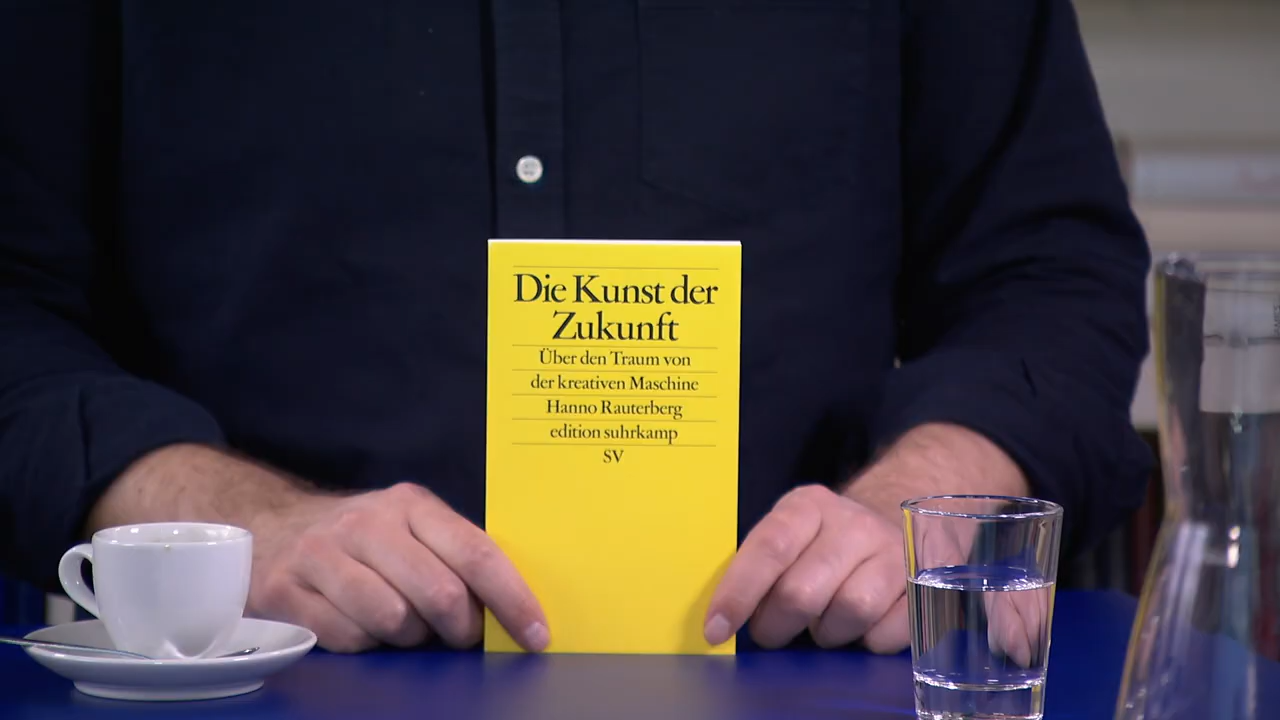 Die Kunst der
Zukunft
Über den Traum von
der kreativen Maschine
Hanno Rauterberg
edition suhrkamp
SV